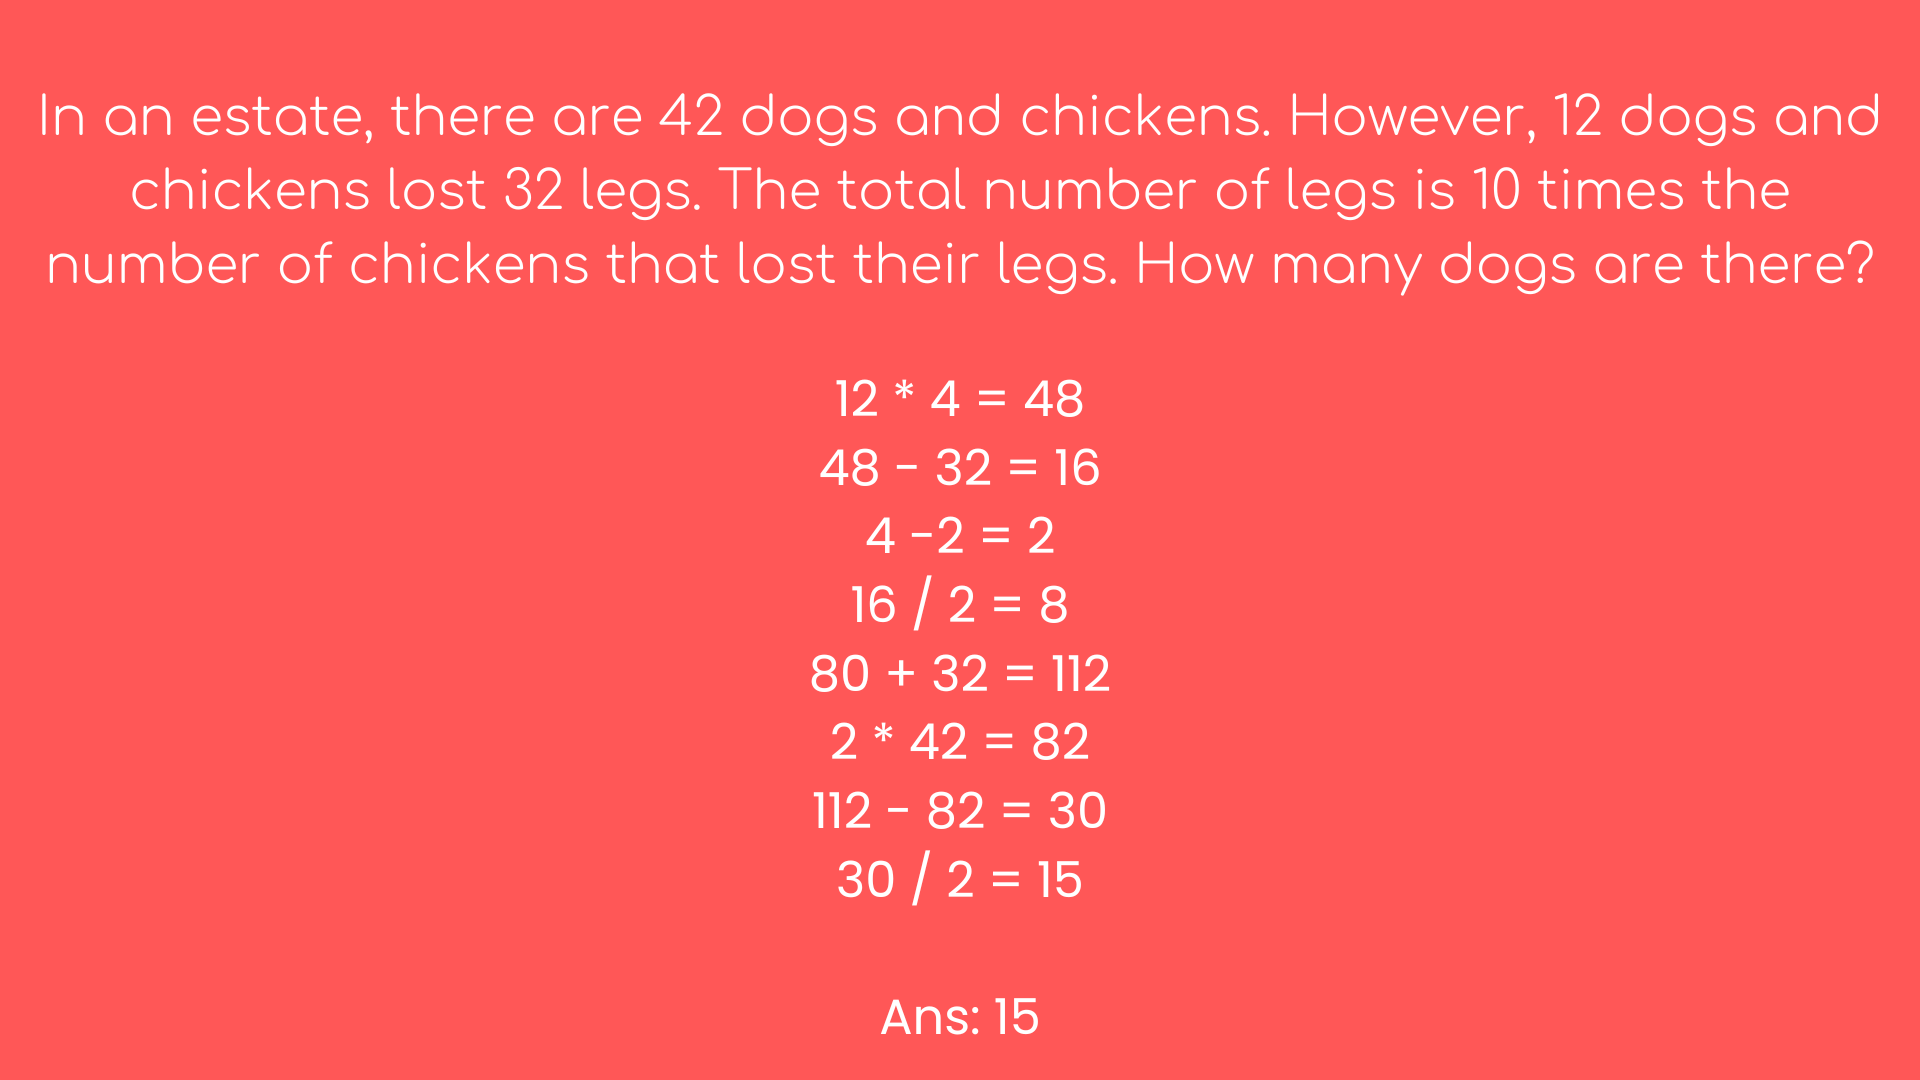 In an estate, there are 42 dogs and chickens. However, 12 dogs and
chickens lost 32 legs. The total number of legs is 10 times the
number of chickens that lost their legs. How many dogs are there?
12 * 4 = 48
48 - 32 = 16
4 -2 = 2
16 / 2 = 8
80 + 32 = 112
2 * 42 = 82
112 - 82 = 30
30 / 2 = 15
Ans: 15